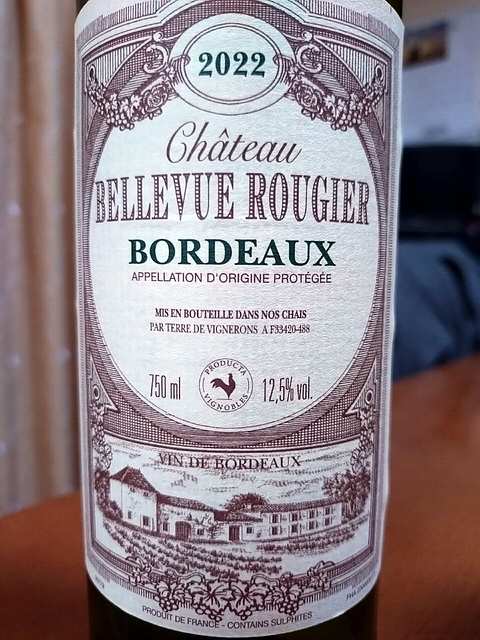 2022
Château
BELLEVUE ROUGIER
BORDEAUX
APPELLATION D'ORIGINE PROTÉGÉE
MIS EN BOUTEILLE DANS NOS CHAIS
PAR TERRE DE VIGNERONS A F33420-488
PRODUCTA
750 ml 12,5% vol.
VIGNOBLES
VIN DE BORDEAUX
PRODUIT DE FRANCE - CONTAINS SULPHITES